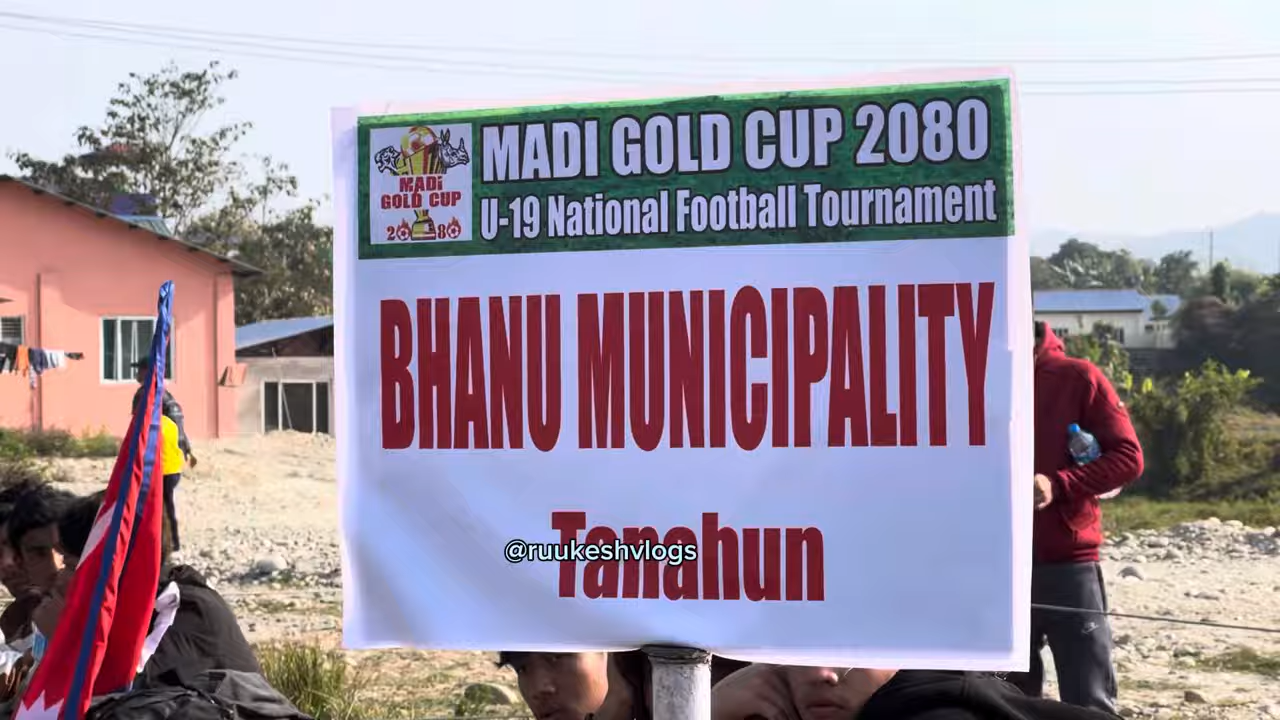 MADI GOLD CUP 2080
U-19 National Football Tournament
MADi
GOLD CUP
2080
BHANU MUNICIPALITY
Tanahun
@ruukeshvlogs